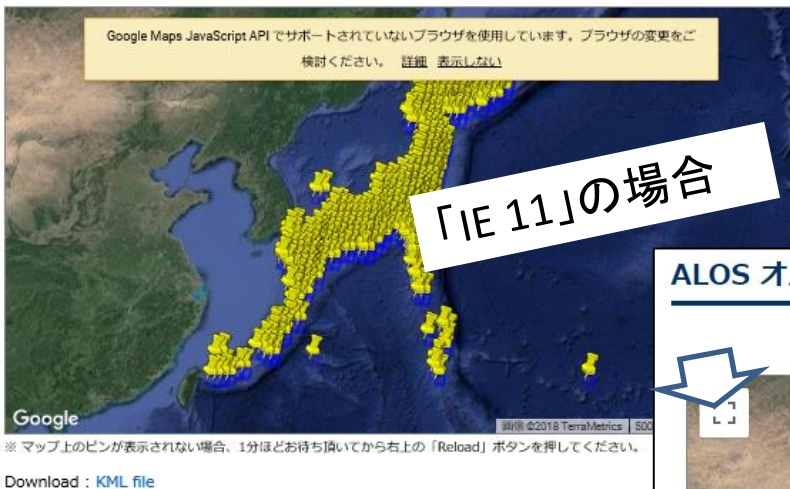 Google Maps JavaScript API でサポートされていないブラウザを使用しています。ブラウザの変更をご
検討ください。 詳細 表示しない
「IE 11」の場合
ALOS オ
Google
画像 ©2018 TerraMetrics | 500
※ マップ上のピンが表示されない場合、1分ほどお待ち頂いてから右上の「Reload」ボタンを押してください。
Download : KML file